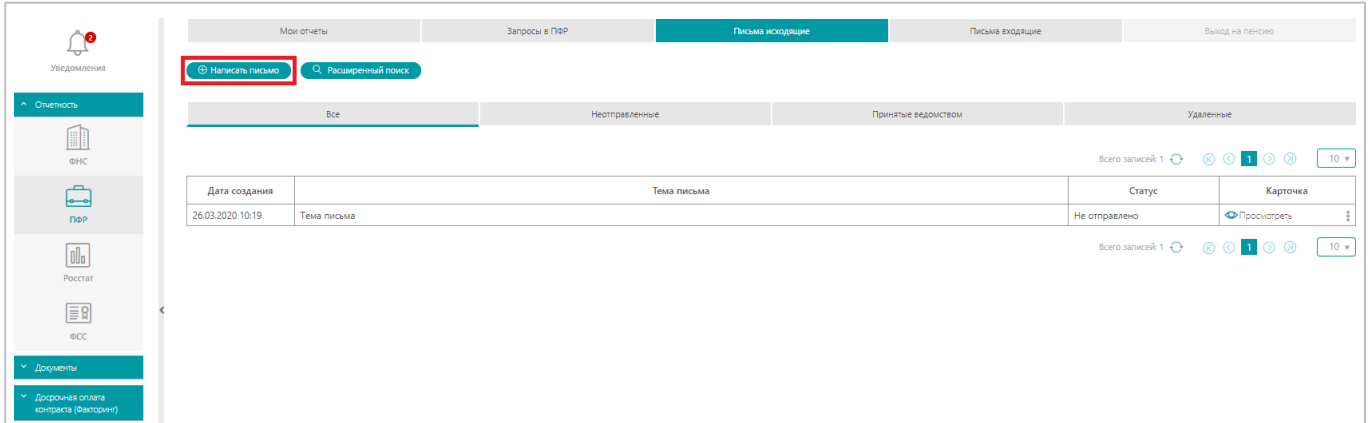 2
Уведомления
Отчетность
ФНС
ПФР
Росстат
ФСС
Документы
Досрочная оплата
контракта (Факторинг)
Мои отчеты Запросы в ПФР Письма исходящие Письма входящие Выход на пенсию
Написать письмо Расширенный поиск
Все Неотправленные Принятые ведомством Удаленные
Всего записей: 1 1 10
Дата создания Тема письма Статус Карточка
26.03.2020 10:19 Тема письма Не отправлено Просмотреть
Всего записей: 1 1 10